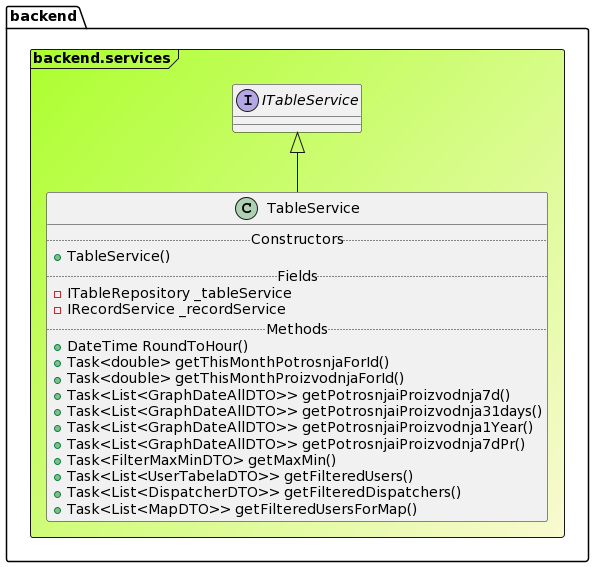 backend
backend.services
I ITableService
C TableService
Constructors
TableService()
Fields
ITableRepository _tableService
IRecordService _recordService
Methods
DateTime RoundToHour()
Task<double> getThisMonthPotrosnjaForId()
Task<double> getThisMonthProizvodnjaForId()
Task<List<GraphDateAllDTO>> getPotrosnjaiProizvodnja7d()
Task<List<GraphDateAllDTO>> getPotrosnjaiProizvodnja31days()
Task<List<GraphDateAllDTO>> getPotrosnjaiProizvodnja1Year()
Task<List<GraphDateAllDTO>> getPotrosnjaiProizvodnja7dPr()
Task<FilterMaxMinDTO> getMaxMin()
Task<List<UserTabelaDTO>> getFilteredUsers()
Task<List<DispatcherDTO>> getFilteredDispatchers()
Task<List<MapDTO>> getFilteredUsersForMap()